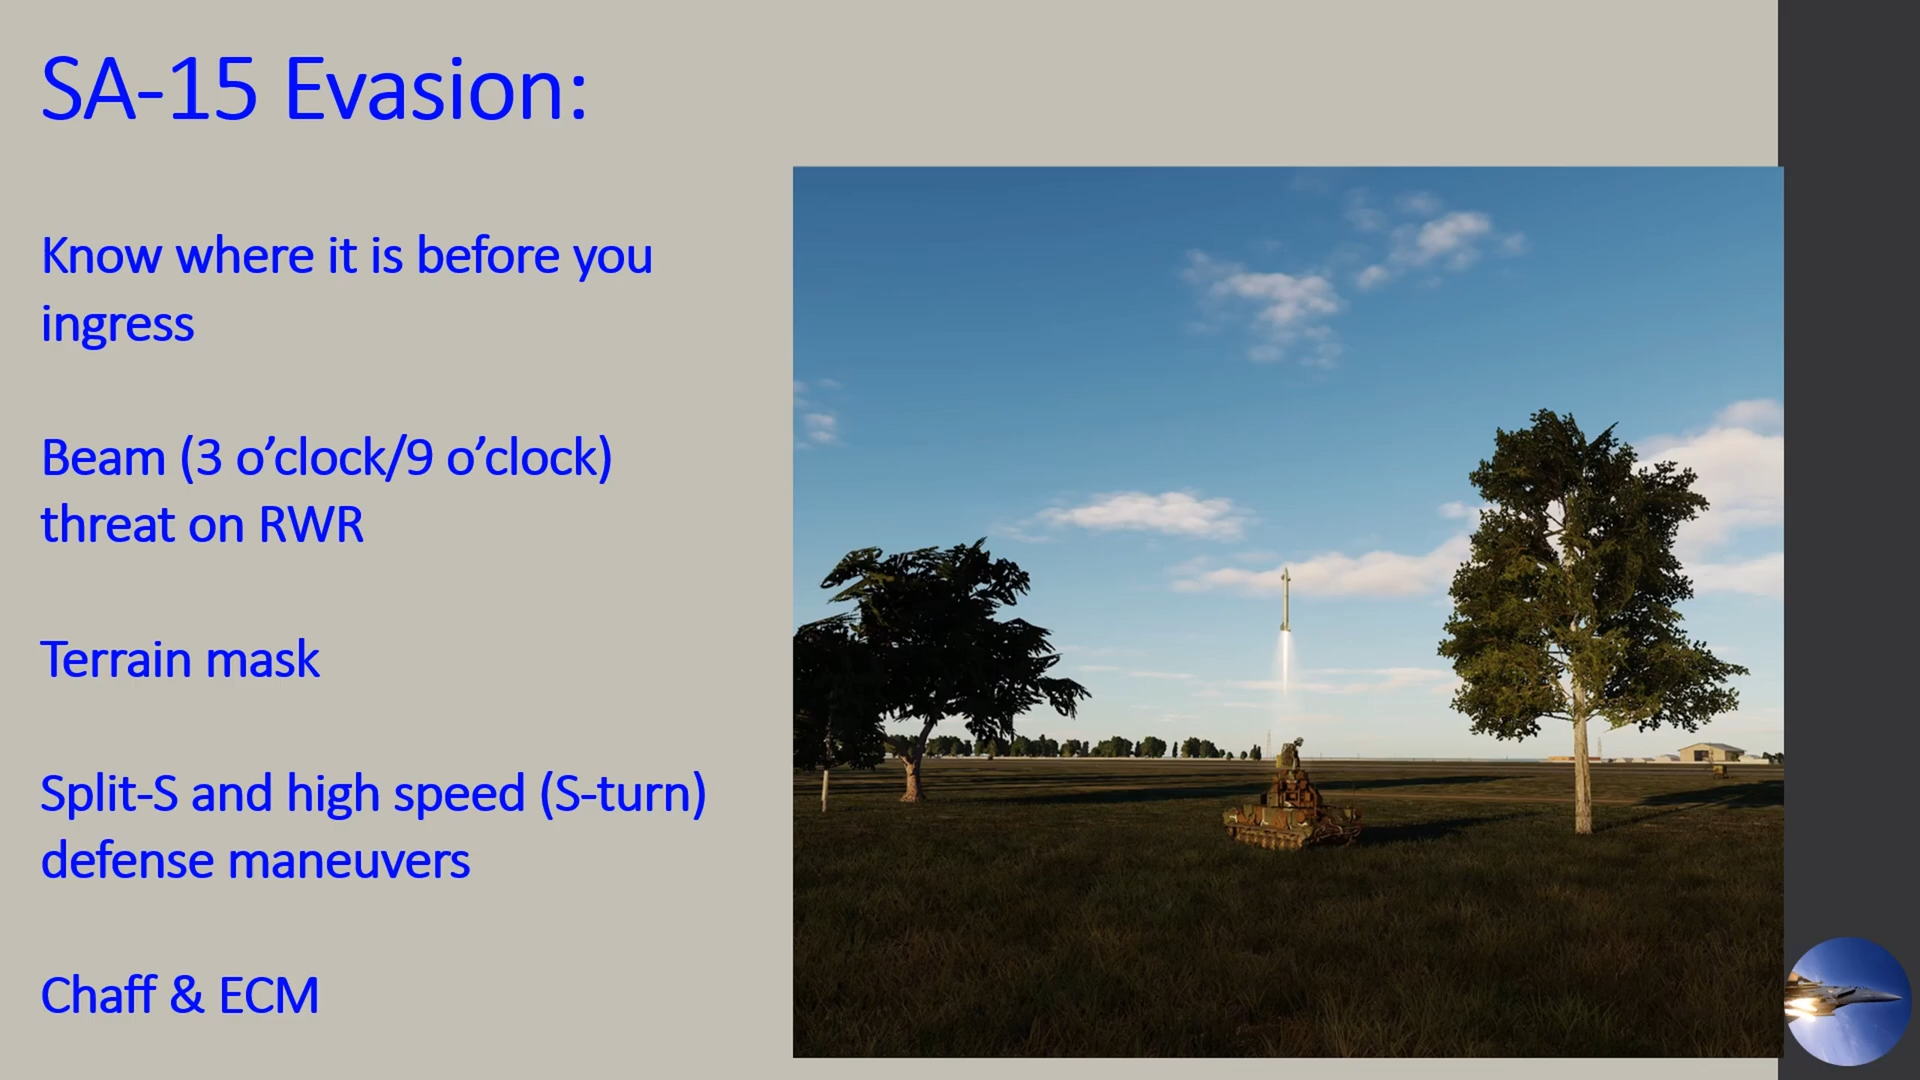 SA-15 Evasion:
Know where it is before you
ingress
Beam (3 o’clock/9 o’clock)
threat on RWR
Terrain mask
Split-S and high speed (S-turn)
defense maneuvers
Chaff & ECM